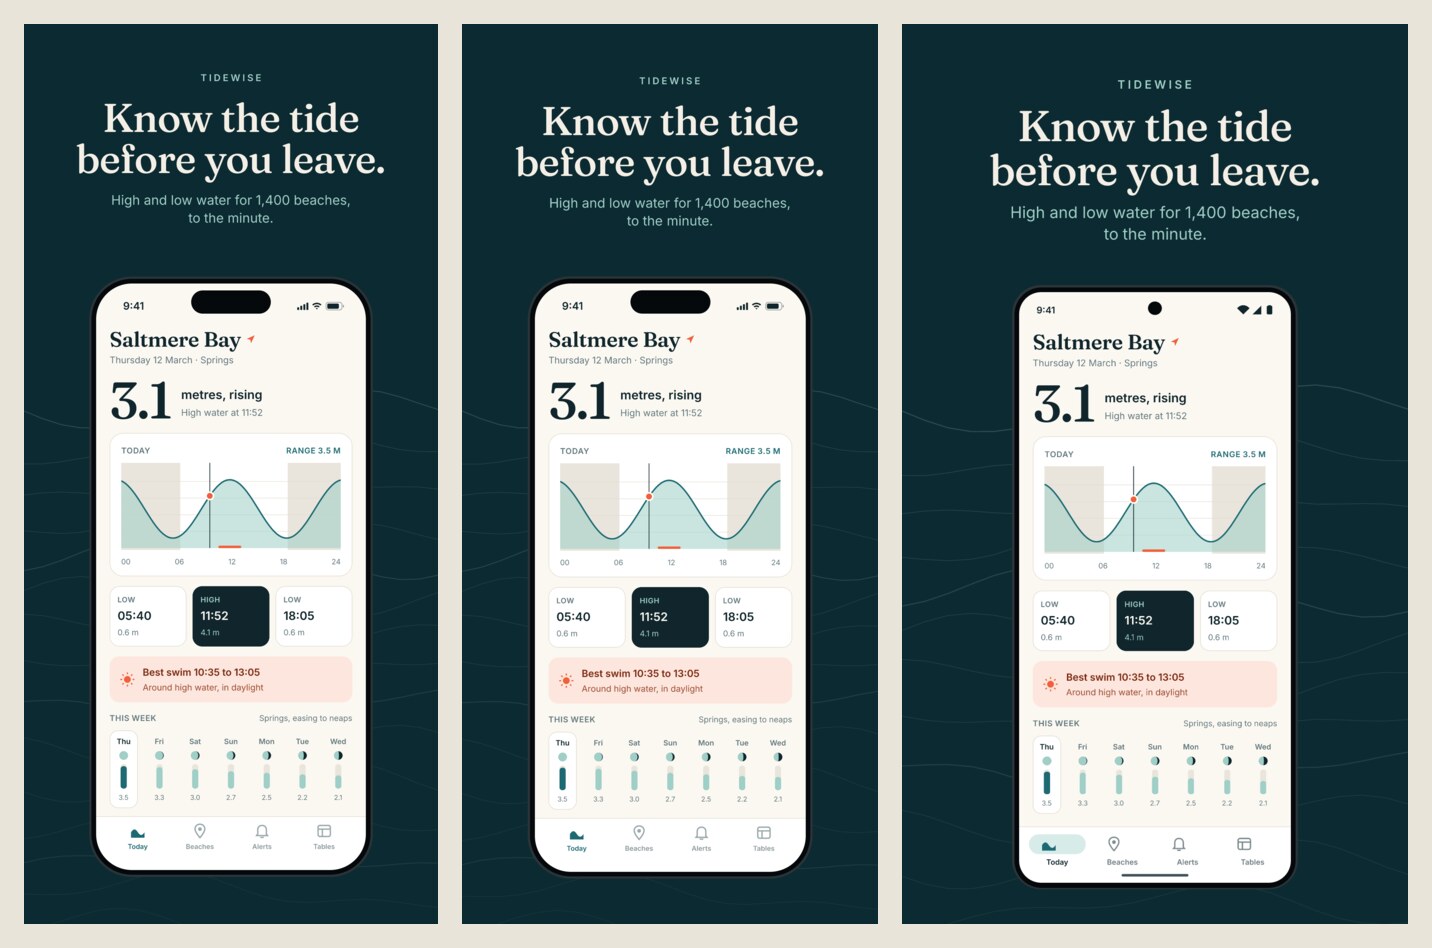 TIDEWISE
Know the tide
before you leave.
High and low water for 1,400 beaches,
to the minute.
9:41
Saltmere Bay
Thursday 12 March · Springs
3.1
metres, rising
High water at 11:52
TODAY
RANGE 3.5 M
00 06 12 18 24
LOW
05:40
0.6 m
HIGH
11:52
4.1 m
LOW
18:05
0.6 m
Best swim 10:35 to 13:05
Around high water, in daylight
THIS WEEK
Springs, easing to neaps
Thu Fri Sat Sun Mon Tue Wed
3.5 3.3 3.0 2.7 2.5 2.2 2.1
Today Beaches Alerts Tables
TIDEWISE
Know the tide
before you leave.
High and low water for 1,400 beaches,
to the minute.
9:41
Saltmere Bay
Thursday 12 March · Springs
3.1
metres, rising
High water at 11:52
TODAY
RANGE 3.5 M
00 06 12 18 24
LOW
05:40
0.6 m
HIGH
11:52
4.1 m
LOW
18:05
0.6 m
Best swim 10:35 to 13:05
Around high water, in daylight
THIS WEEK
Springs, easing to neaps
Thu Fri Sat Sun Mon Tue Wed
3.5 3.3 3.0 2.7 2.5 2.2 2.1
Today Beaches Alerts Tables
TIDEWISE
Know the tide
before you leave.
High and low water for 1,400 beaches,
to the minute.
9:41
Saltmere Bay
Thursday 12 March · Springs
3.1
metres, rising
High water at 11:52
TODAY
RANGE 3.5 M
00 06 12 18 24
LOW
05:40
0.6 m
HIGH
11:52
4.1 m
LOW
18:05
0.6 m
Best swim 10:35 to 13:05
Around high water, in daylight
THIS WEEK
Springs, easing to neaps
Thu Fri Sat Sun Mon Tue Wed
3.5 3.3 3.0 2.7 2.5 2.2 2.1
Today Beaches Alerts Tables